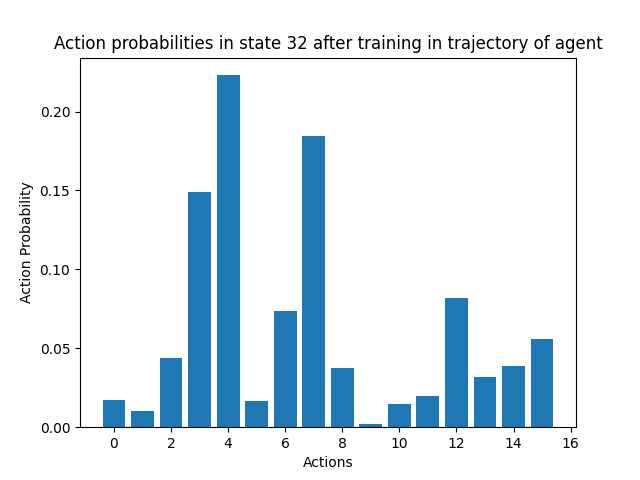 Action probabilities in state 32 after training in trajectory of agent
0.20
0.15
0.10
0.05
0.00
Action Probability
0 2 4 6 8 10 12 14 16
Actions